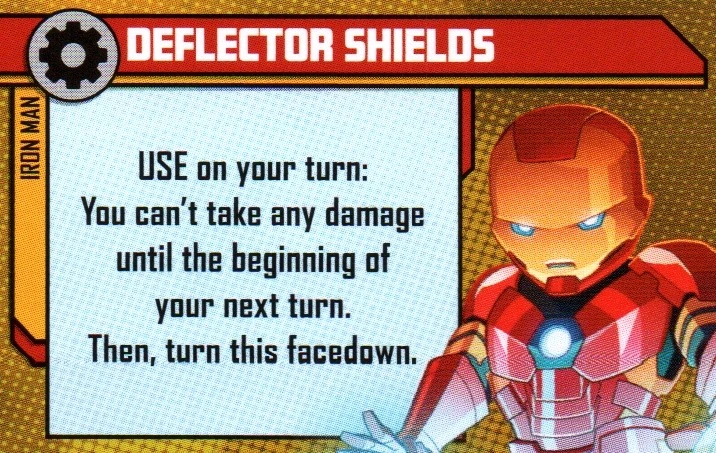 DEFLECTOR SHIELDS
IRON MAN
USE on your turn:
You can't take any damage
until the beginning of
your next turn.
Then, turn this facedown.